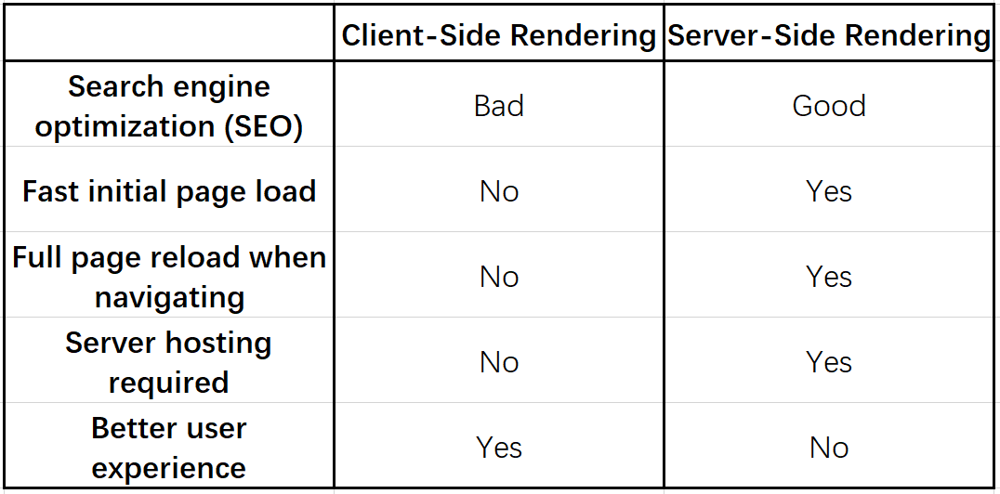 Client-Side Rendering Server-Side Rendering
Search engine
optimization (SEO) Bad Good
Fast initial page load No Yes
Full page reload when
navigating No Yes
Server hosting
required No Yes
Better user
experience Yes No